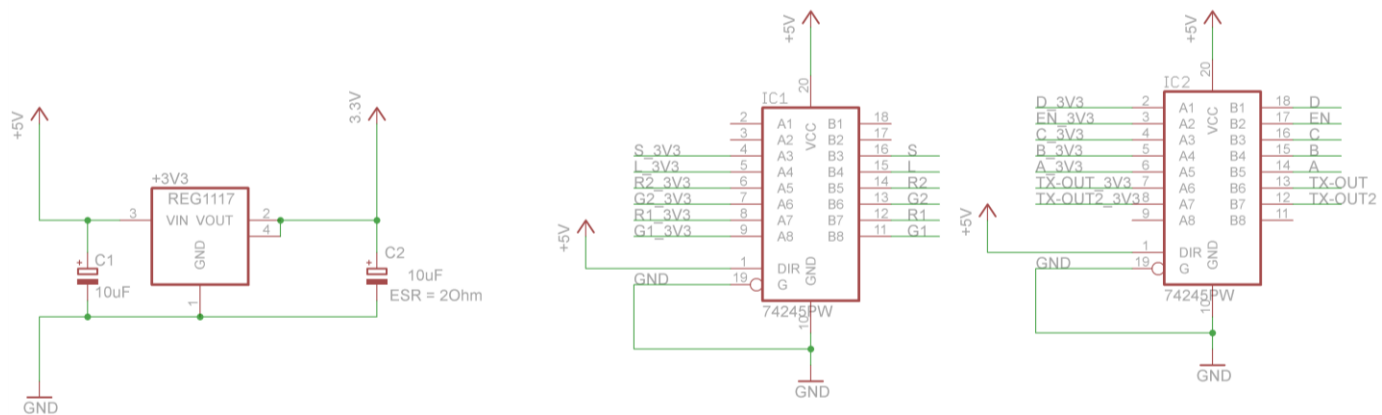 +5V
3.3V
+3V3
REG1117
3 VIN VOUT 2
4
GND
1
C1
10uF
C2
10uF
ESR = 2Ohm
GND
+5V
20
IC1
VCC
2 A1 B1 18
3 A2 B2 17
S_3V3 4 A3 B3 16 S
L_3V3 5 A4 B4 15 L
R2_3V3 6 A5 B5 14 R2
G2_3V3 7 A6 B6 13 G2
R1_3V3 8 A7 B7 12 R1
G1_3V3 9 A8 B8 11 G1
+5V
1 DIR
GND 19 G
GND
74245PW
10
GND
+5V
20
IC2
VCC
D_3V3 2 A1 B1 18 D
EN_3V3 3 A2 B2 17 EN
C_3V3 4 A3 B3 16 C
B_3V3 5 A4 B4 15 B
A_3V3 6 A5 B5 14 A
TX-OUT_3V3 7 A6 B6 13 TX-OUT
TX-OUT2_3V3 8 A7 B7 12 TX-OUT2
9 A8 B8 11
+5V
1 DIR
GND 19 G
GND
74245PW
10
GND